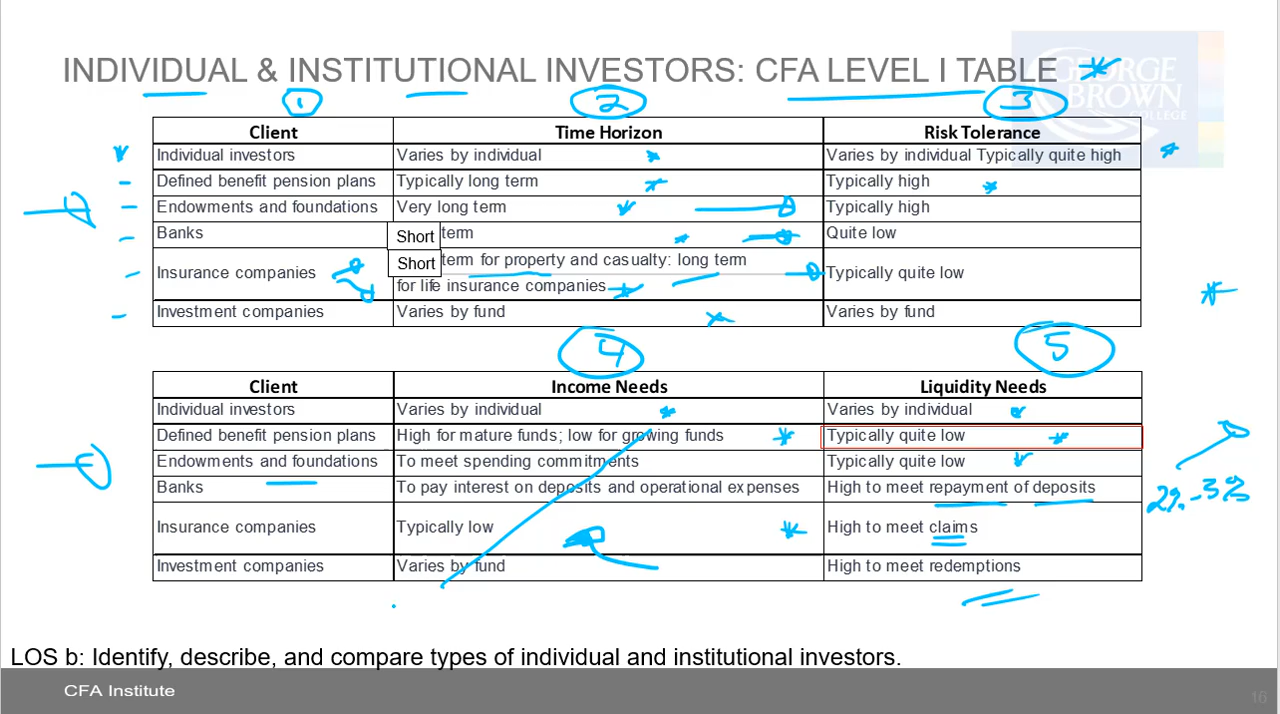 INDIVIDUAL & INSTITUTIONAL INVESTORS: CFA LEVEL I TABLE
GEORGE
BROWN
COLLEGE
1 2 3
Client Time Horizon Risk Tolerance
Individual investors Varies by individual Varies by individual Typically quite high
Defined benefit pension plans Typically long term Typically high
Endowments and foundations Very long term Typically high
Banks Short term Quite low
Insurance companies Short term for property and casualty: long term Typically quite low
for life insurance companies
Investment companies Varies by fund Varies by fund
4 5
Client Income Needs Liquidity Needs
Individual investors Varies by individual Varies by individual
Defined benefit pension plans High for mature funds; low for growing funds Typically quite low
Endowments and foundations To meet spending commitments Typically quite low
Banks To pay interest on deposits and operational expenses High to meet repayment of deposits
2% - 3%
Insurance companies Typically low High to meet claims
Investment companies Varies by fund High to meet redemptions
LOS b: Identify, describe, and compare types of individual and institutional investors.
CFA Institute
16